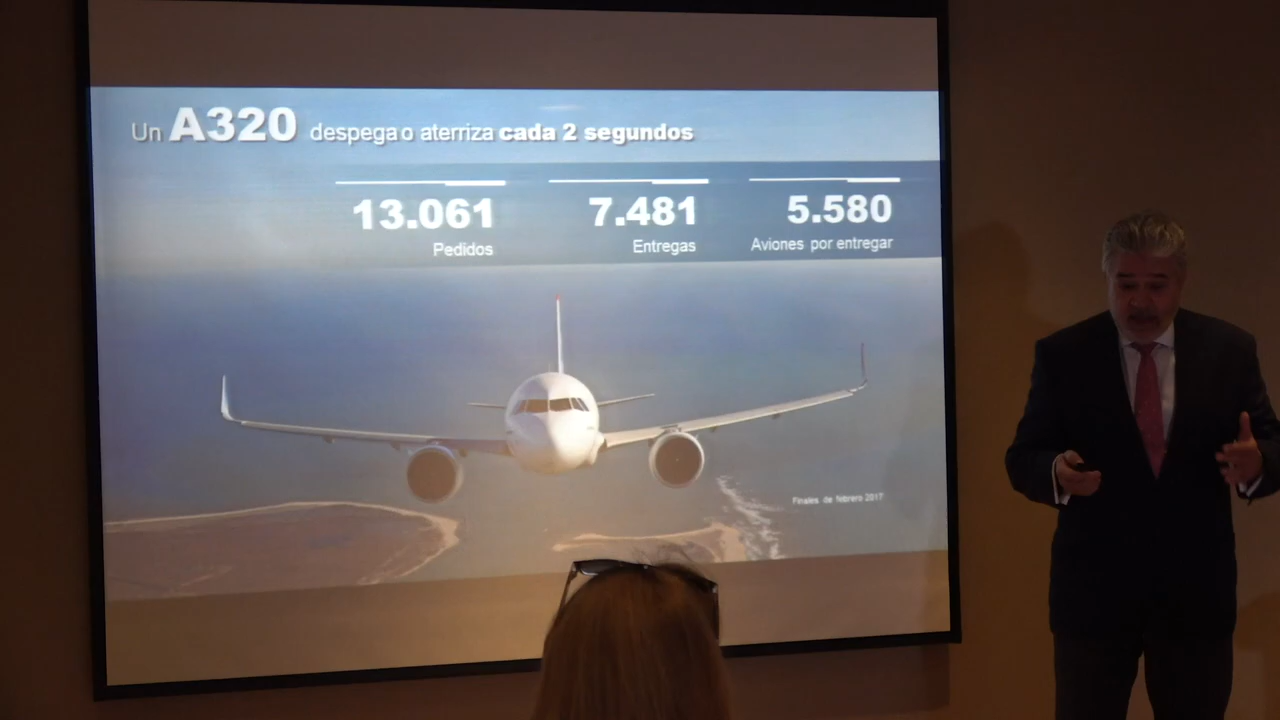 Un A320 despega o aterriza cada 2 segundos
13.061 7.481 5.580
Pedidos Entregas Aviones por entregar
Finales de febrero 2017